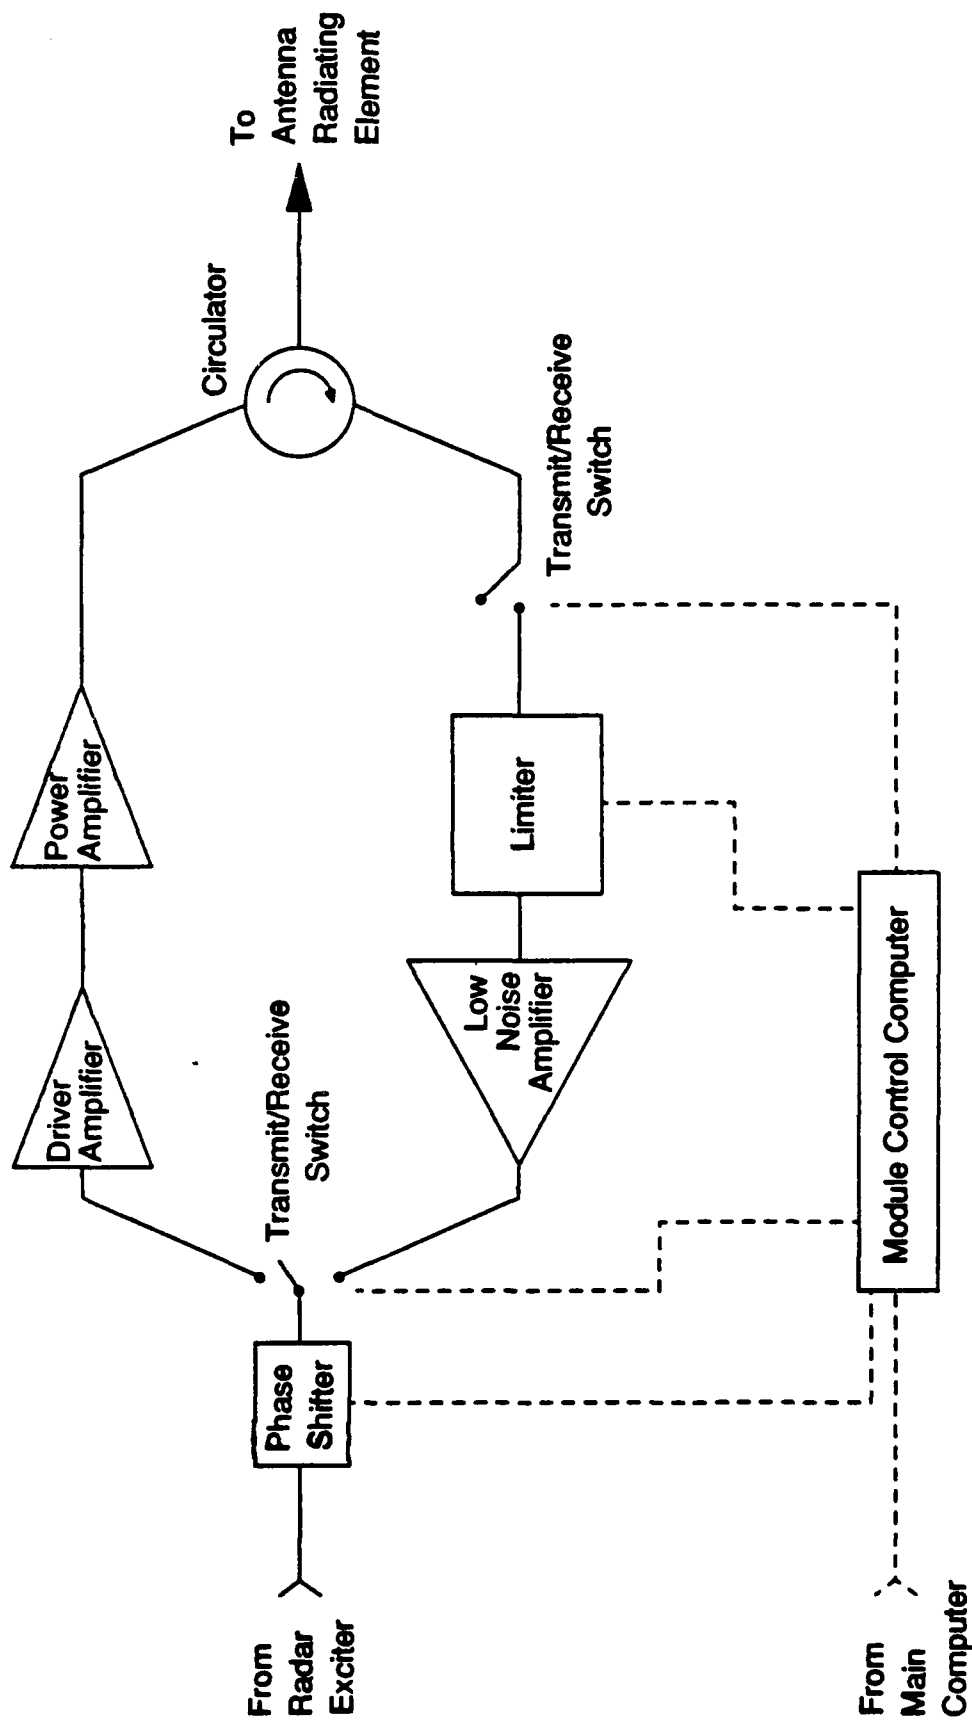 Driver
Amplifier
Power
Amplifier
Circulator
To
Antenna
Radiating
Element
From
Radar
Exciter
Phase
Shifter
Transmit/Receive
Switch
Low
Noise
Amplifier
Limiter
Transmit/Receive
Switch
From
Main
Computer
Module Control Computer